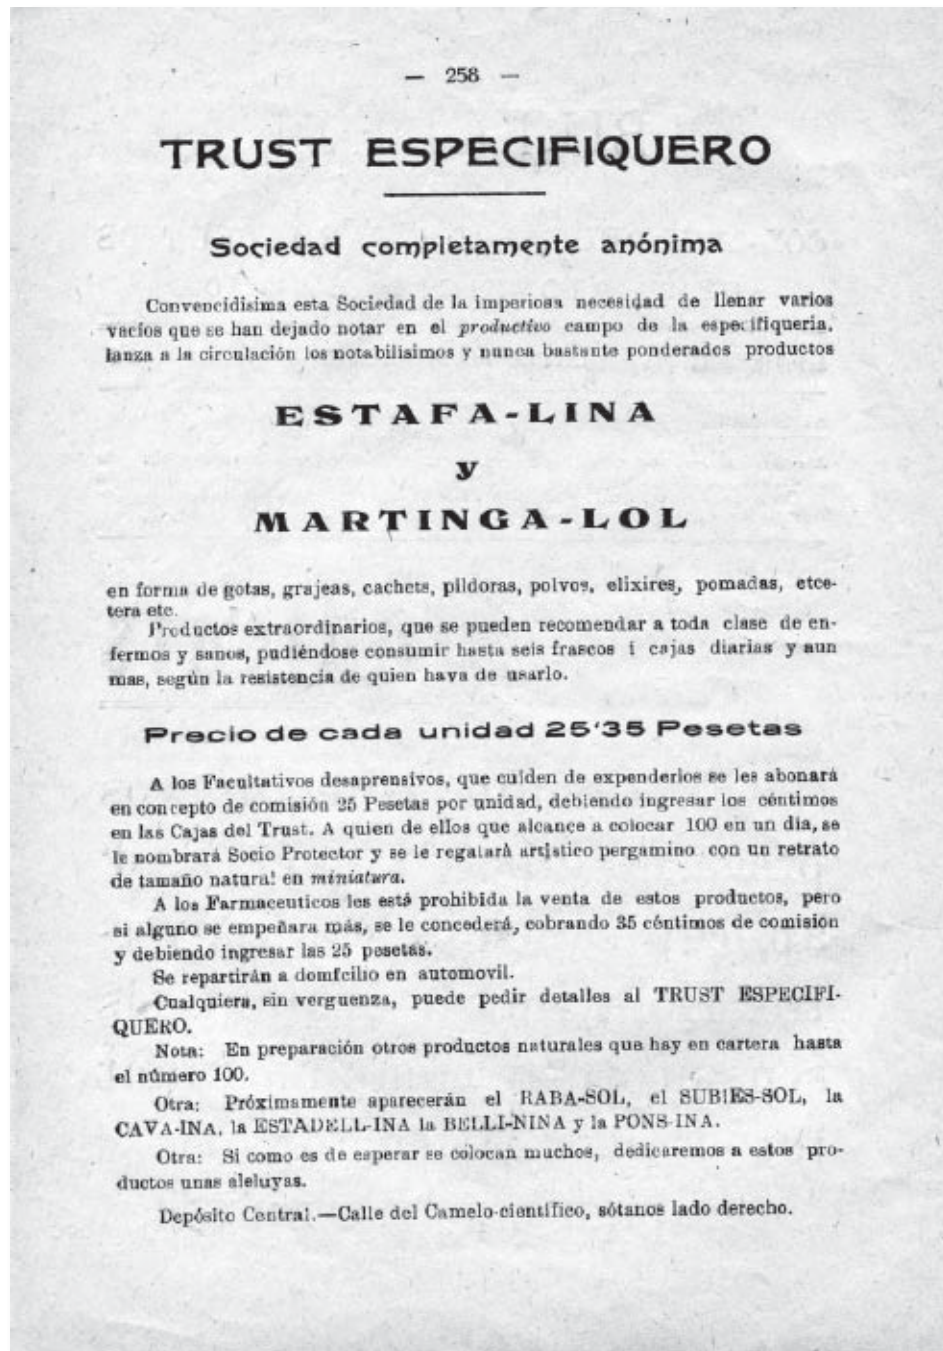 — 258 —
TRUST ESPECIFIQUERO
Sociedad completamente anónima
Convencidisima esta Sociedad de la imperiosa necesidad de llenar varios
vacios que se han dejado notar en el productivo campo de la especifiqueria,
lanza a la circulación los notabilisimos y nunca bastante ponderados productos
ESTAFA-LINA
y
MARTINGA-LOL
en forma de gotas, grajeas, cachets, pildoras, polvos, elixires, pomadas, etce-
tera etc.
Productos extraordinarios, que se pueden recomendar a toda clase de en-
fermos y sanos, pudiéndose consumir hasta seis frascos i cajas diarias y aun
mas, según la resistencia de quien haya de usarlo.
Precio de cada unidad 25'35 Pesetas
A los Facultativos desaprensivos, que cuiden de expenderlos se les abonará
en concepto de comisión 25 Pesetas por unidad, debiendo ingresar los céntimos
en las Cajas del Trust. A quien de ellos que alcance a colocar 100 en un dia, se
le nombrará Socio Protector y se le regalará artistico pergamino con un retrato
de tamaño natural en miniatura.
A los Farmaceuticos les está prohibida la venta de estos productos, pero
si alguno se empeñara más, se le concederá, cobrando 35 céntimos de comisión
y debiendo ingresar las 25 pesetas.
Se repartirán a domicilio en automovil.
Cualquiera, sin verguenza, puede pedir detalles al TRUST ESPECIFI-
QUERO.
Nota: En preparación otros productos naturales que hay en cartera hasta
el número 100.
Otra: Próximamente aparecerán el RABA-SOL, el SUBIES-SOL, la
CAVA-INA, la ESTADELL-INA la BELLI-NINA y la PONS-INA.
Otra: Si como es de esperar se colocan muchos, dedicaremos a estos pro-
ductos unas aleluyas.
Depósito Central.—Calle del Camelo-cientifico, sótanos lado derecho.